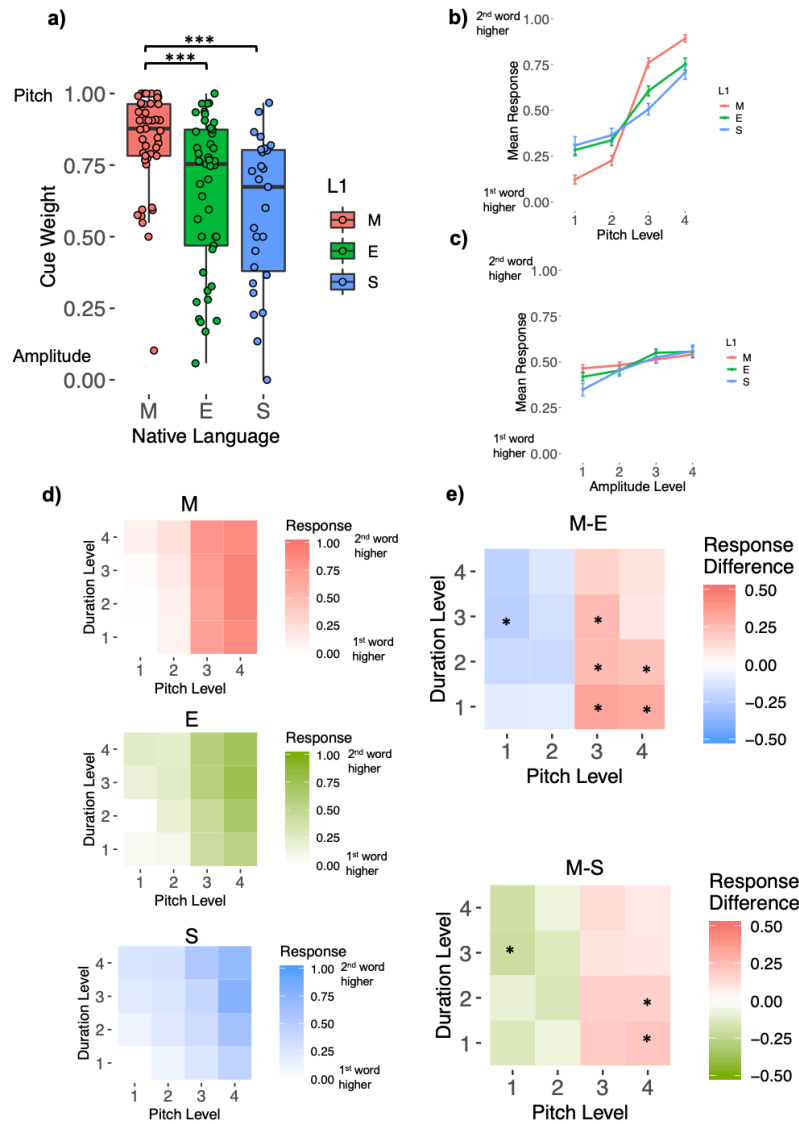 a)
***
***
Pitch
1.00
0.75
0.50
0.25
Amplitude
0.00
Cue Weight
M E S
Native Language
L1
M
E
S
b)
2nd word higher
1.00
0.75
0.50
0.25
1st word higher
0.00
Mean Response
1 2 3 4
Pitch Level
L1
M
E
S
c)
2nd word higher
1.00
0.75
0.50
0.25
1st word higher
0.00
Mean Response
1 2 3 4
Amplitude Level
L1
M
E
S
d)
M
Duration Level
4
3
2
1
1 2 3 4
Pitch Level
Response
1.00
0.75
0.50
0.25
0.00
2nd word
higher
1st word
higher
E
Duration Level
4
3
2
1
1 2 3 4
Pitch Level
Response
1.00
0.75
0.50
0.25
0.00
2nd word
higher
1st word
higher
S
Duration Level
4
3
2
1
1 2 3 4
Pitch Level
Response
1.00
0.75
0.50
0.25
0.00
2nd word
higher
1st word
higher
e)
M-E
Duration Level
4
3 * *
2 * *
1 * *
1 2 3 4
Pitch Level
Response
Difference
0.50
0.25
0.00
−0.25
−0.50
M-S
Duration Level
4
3 *
2 *
1 *
1 2 3 4
Pitch Level
Response
Difference
0.50
0.25
0.00
−0.25
−0.50